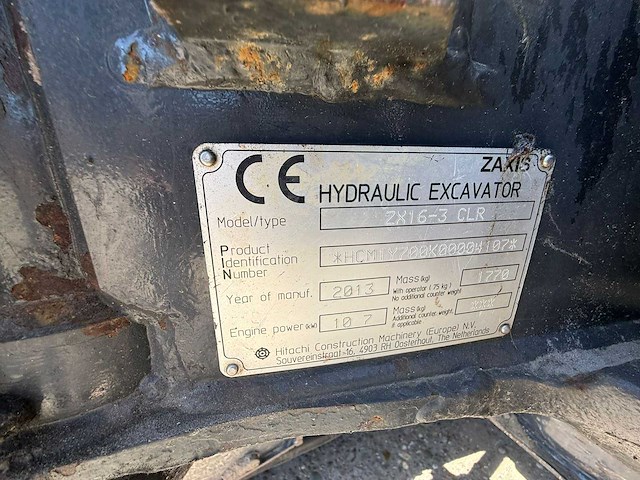 CE ZAXIS
HYDRAULIC EXCAVATOR
Model/type ZX16-3 CLR
Product
Identification
Number
Year of manuf. 2013 Mass(kg) 1770
With operator (75 kg)
No additional counter weight
Engine power(kW) 10.7 Mass(kg)
Additional counter weight,
if applicable
Hitachi Construction Machinery (Europe) N.V.
Souvereinstraat-16, 4903 RH Oosterhout, The Netherlands